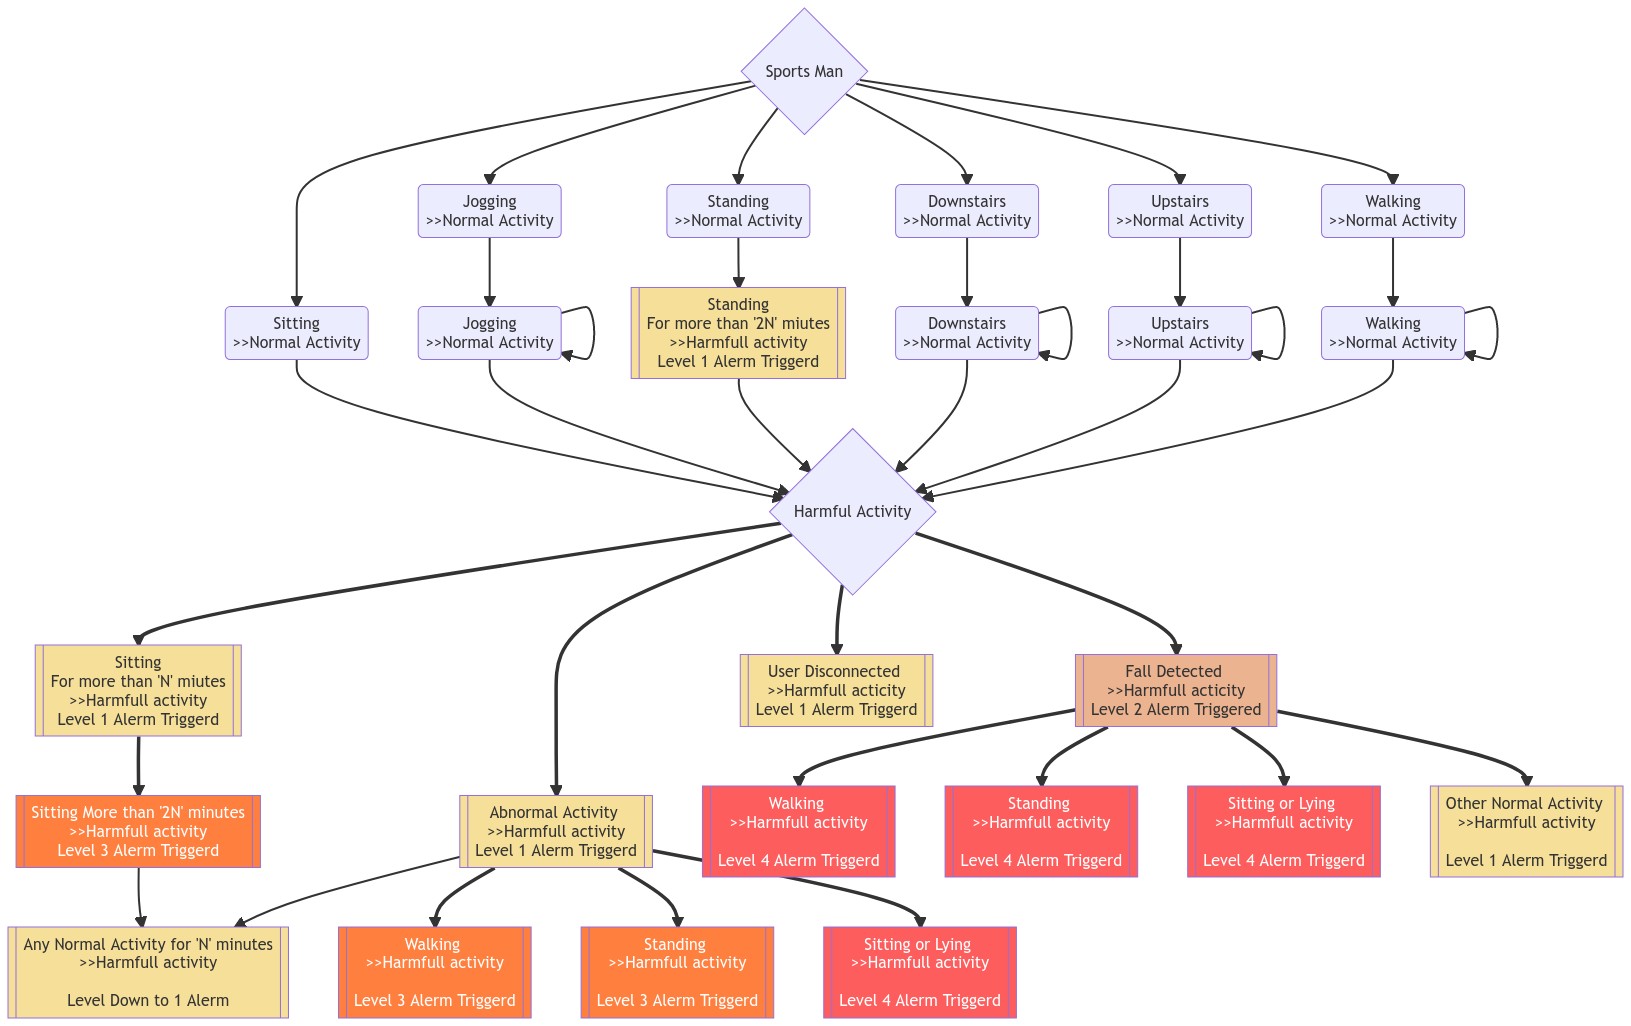 Sports Man
Jogging
>>Normal Activity
Standing
>>Normal Activity
Downstairs
>>Normal Activity
Upstairs
>>Normal Activity
Walking
>>Normal Activity
Sitting
>>Normal Activity
Jogging
>>Normal Activity
Standing
For more than '2N' miutes
>>Harmfull activity
Level 1 Alerm Triggerd
Downstairs
>>Normal Activity
Upstairs
>>Normal Activity
Walking
>>Normal Activity
Harmful Activity
Sitting
For more than 'N' miutes
>>Harmfull activity
Level 1 Alerm Triggerd
User Disconnected
>>Harmfull acticity
Level 1 Alerm Triggerd
Fall Detected
>>Harmfull acticity
Level 2 Alerm Triggered
Sitting More than '2N' minutes
>>Harmfull activity
Level 3 Alerm Triggerd
Abnormal Activity
>>Harmfull activity
Level 1 Alerm Triggerd
Walking
>>Harmfull activity
Level 4 Alerm Triggerd
Standing
>>Harmfull activity
Level 4 Alerm Triggerd
Sitting or Lying
>>Harmfull activity
Level 4 Alerm Triggerd
Other Normal Activity
>>Harmfull activity
Level 1 Alerm Triggerd
Any Normal Activity for 'N' minutes
>>Harmfull activity
Level Down to 1 Alerm
Walking
>>Harmfull activity
Level 3 Alerm Triggerd
Standing
>>Harmfull activity
Level 3 Alerm Triggerd
Sitting or Lying
>>Harmfull activity
Level 4 Alerm Triggerd